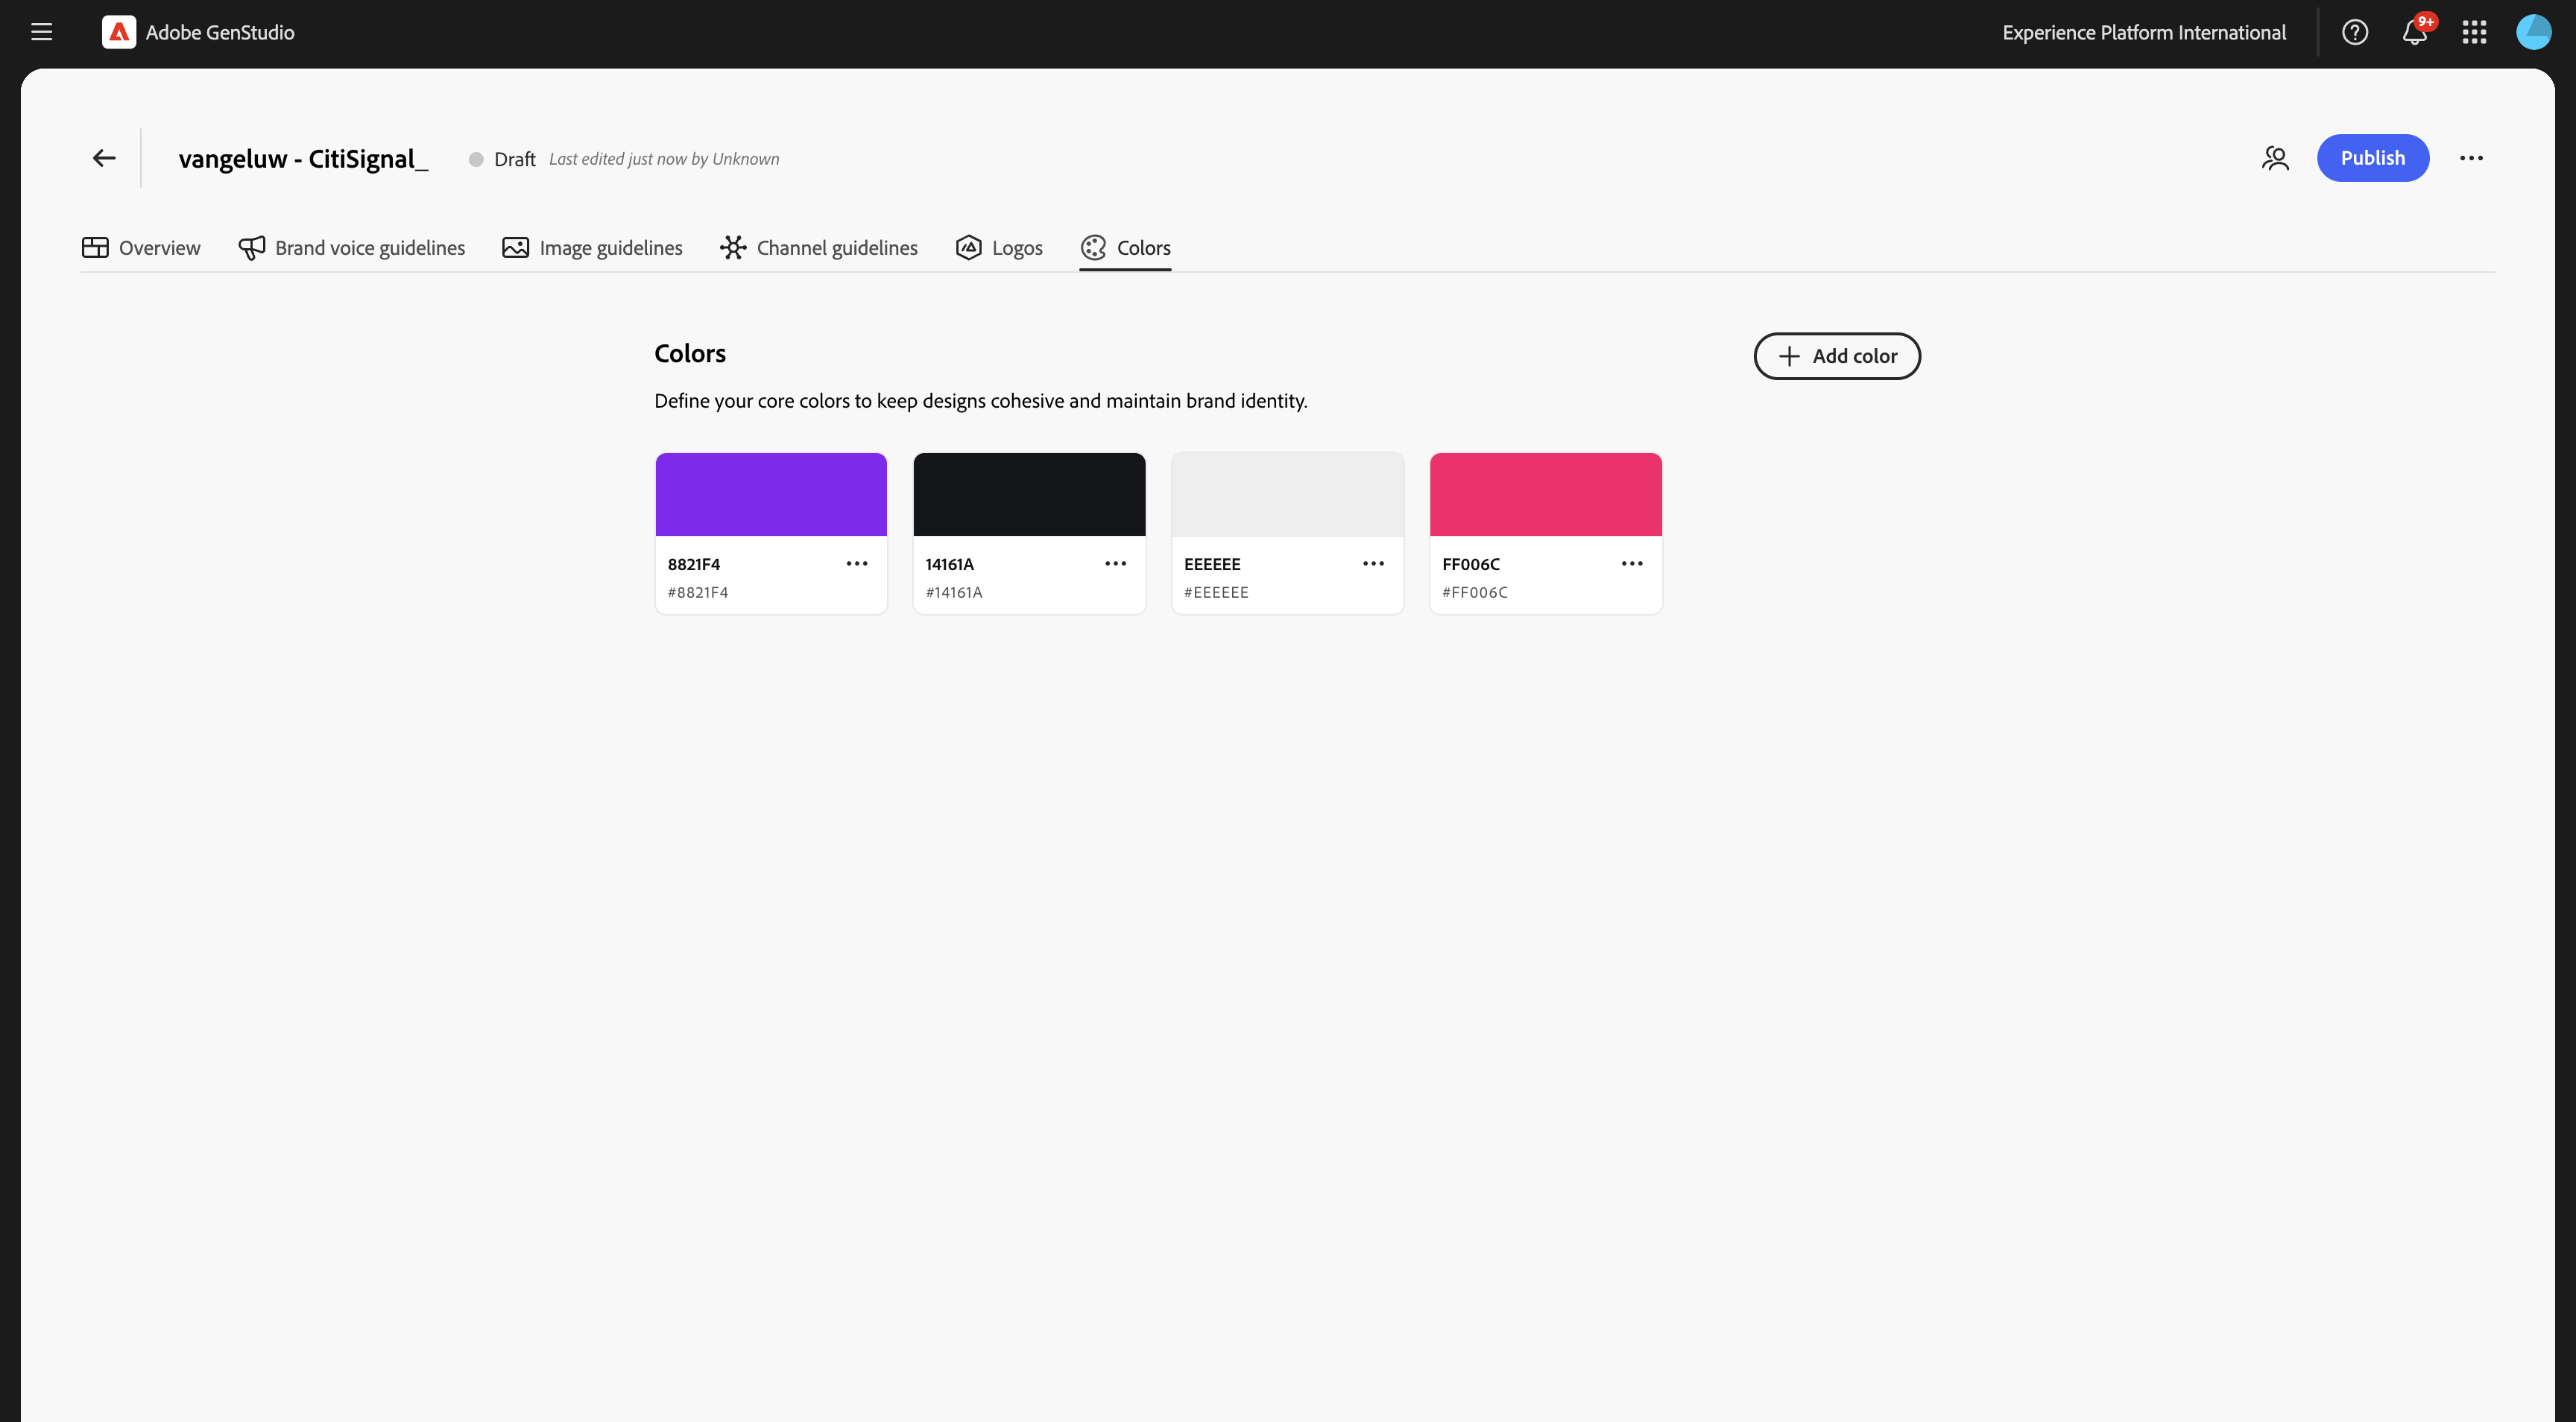 Adobe GenStudio
Experience Platform International
9+
vangeluw - CitiSignal_
Draft
Last edited just now by Unknown
Publish
Overview
Brand voice guidelines
Image guidelines
Channel guidelines
Logos
Colors
Colors
Add color
Define your core colors to keep designs cohesive and maintain brand identity.
8821F4
#8821F4
14161A
#14161A
EEEEEE
#EEEEEE
FF006C
#FF006C